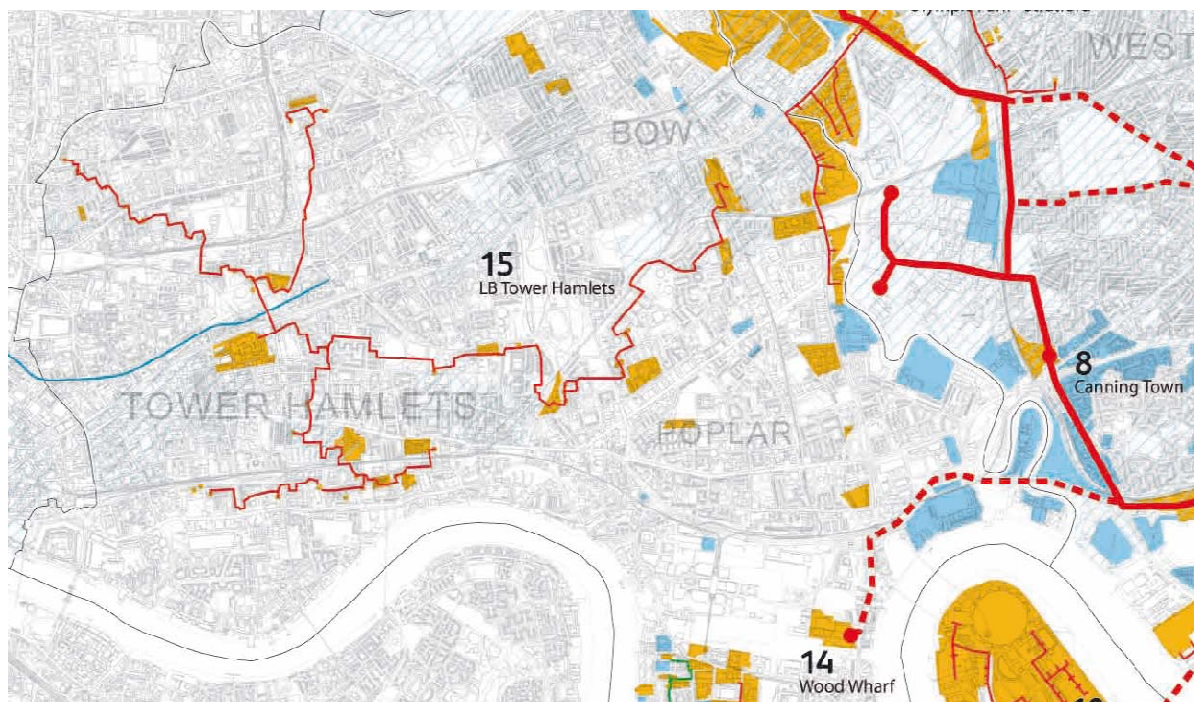 WEST
BOW
15
LB Tower Hamlets
8
Canning Town
TOWER HAMLETS
POPLAR
14
Wood Wharf